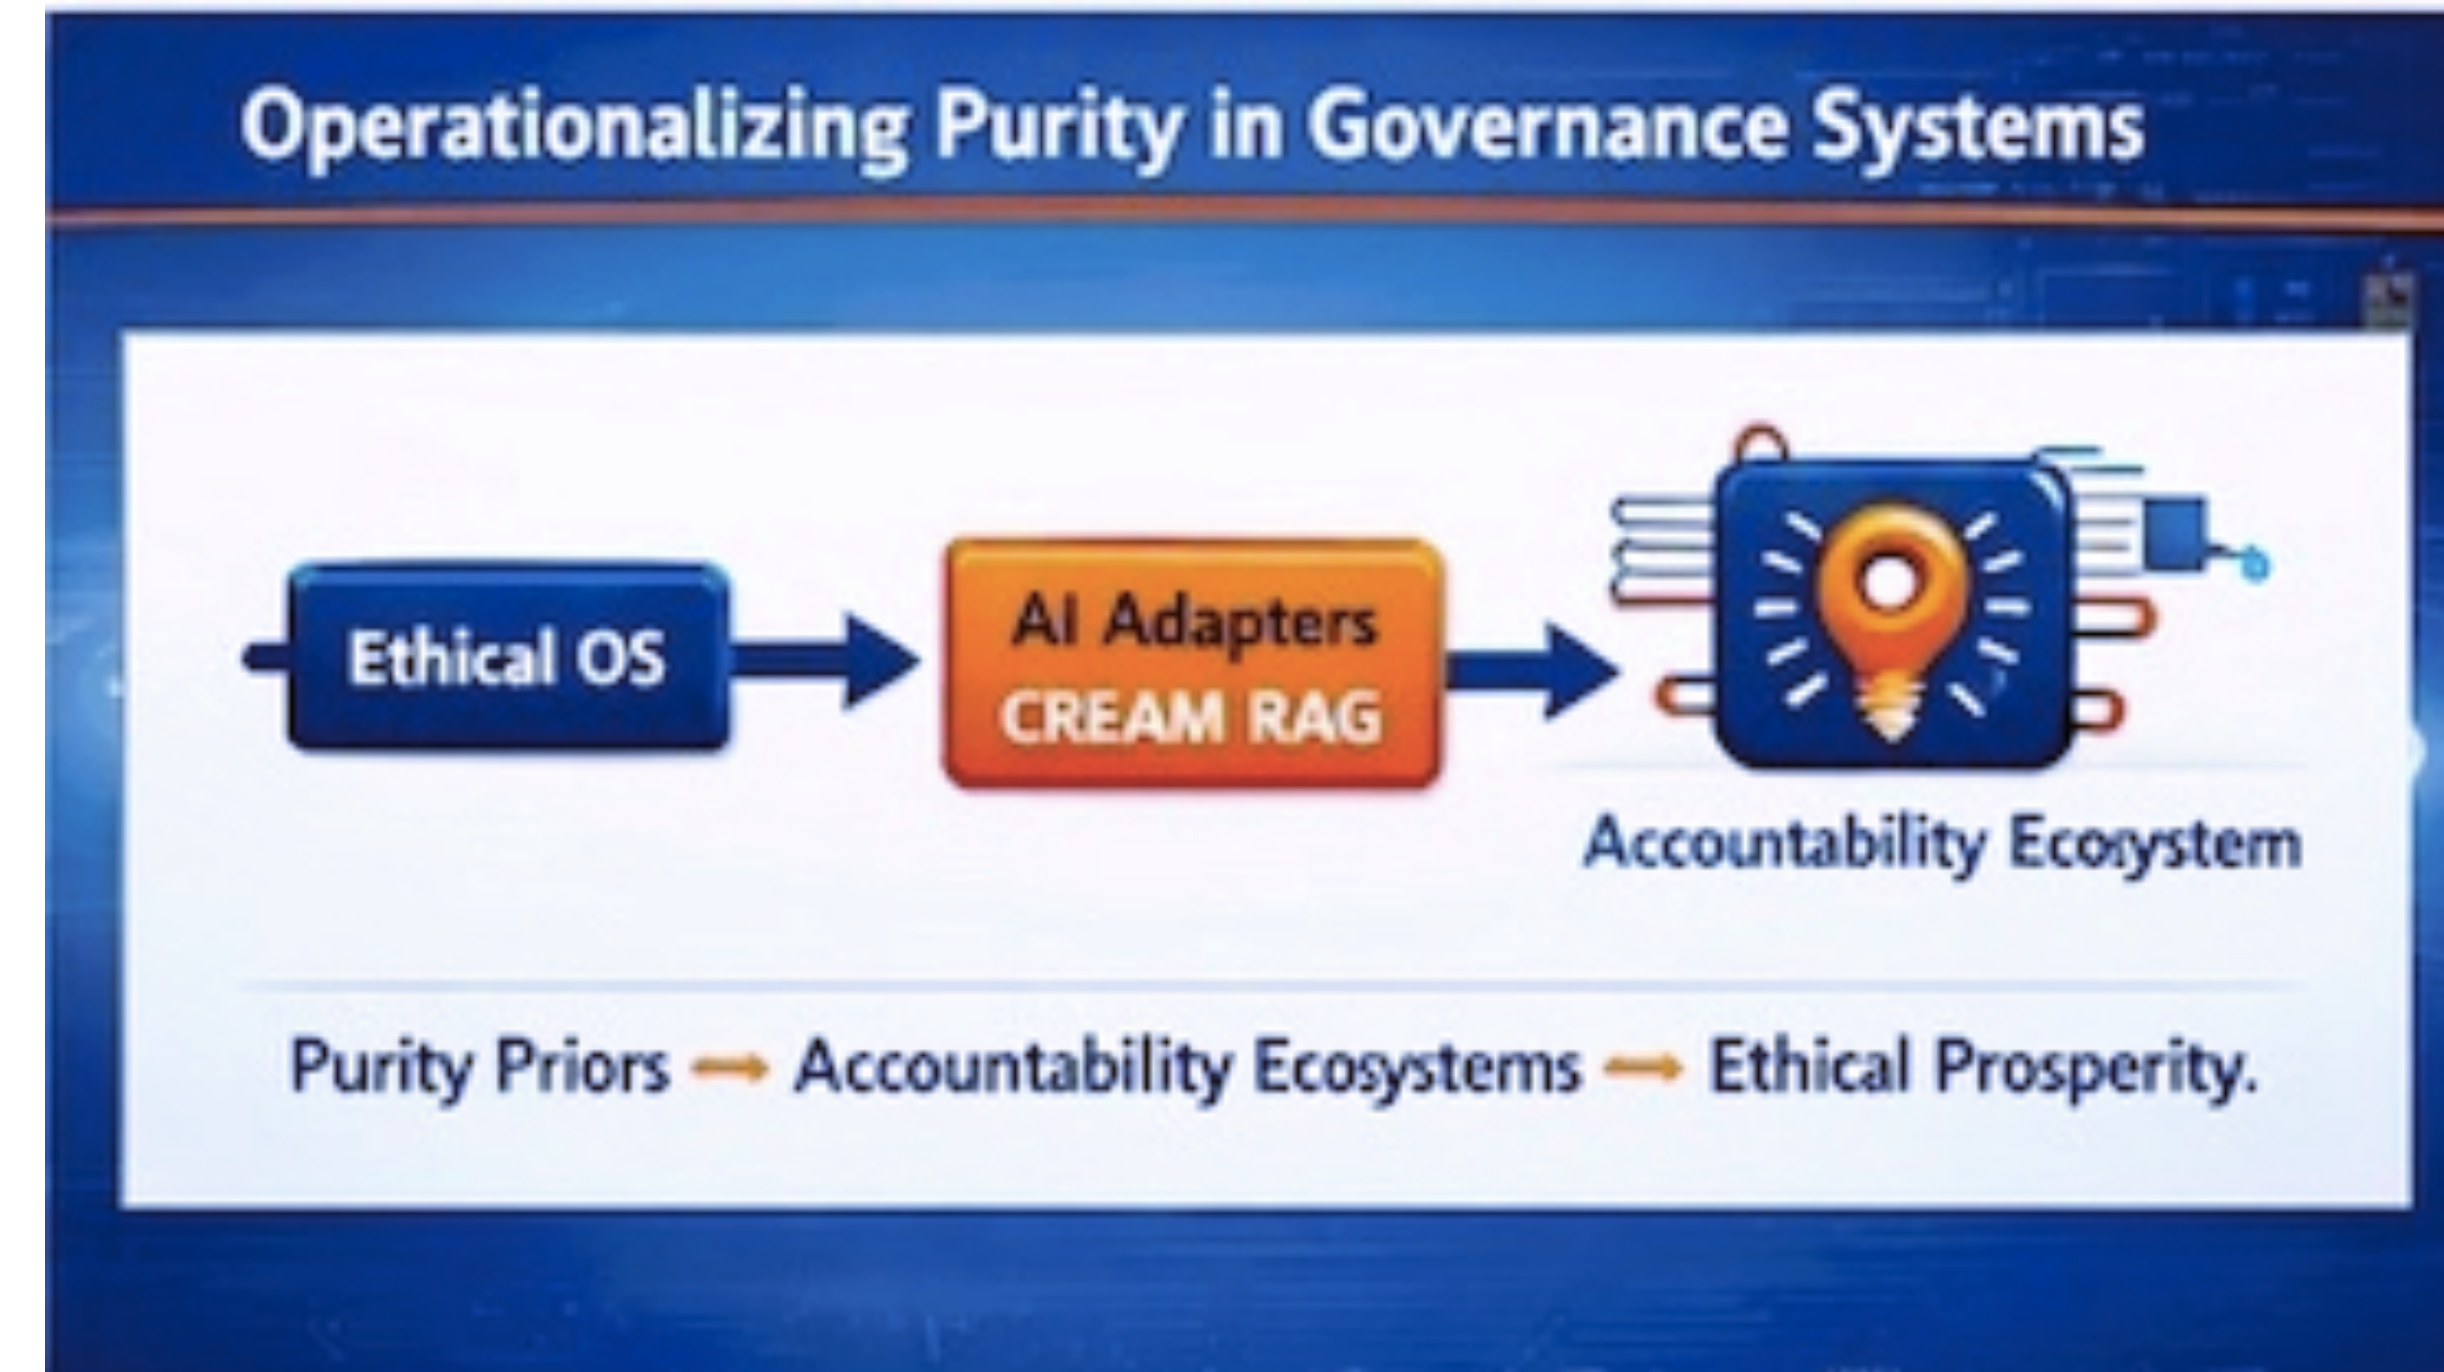 Operationalizing Purity in Governance Systems
Ethical OS
AI Adapters
CREAM RAG
Accountability Ecosystem
Purity Priors → Accountability Ecosystems → Ethical Prosperity.